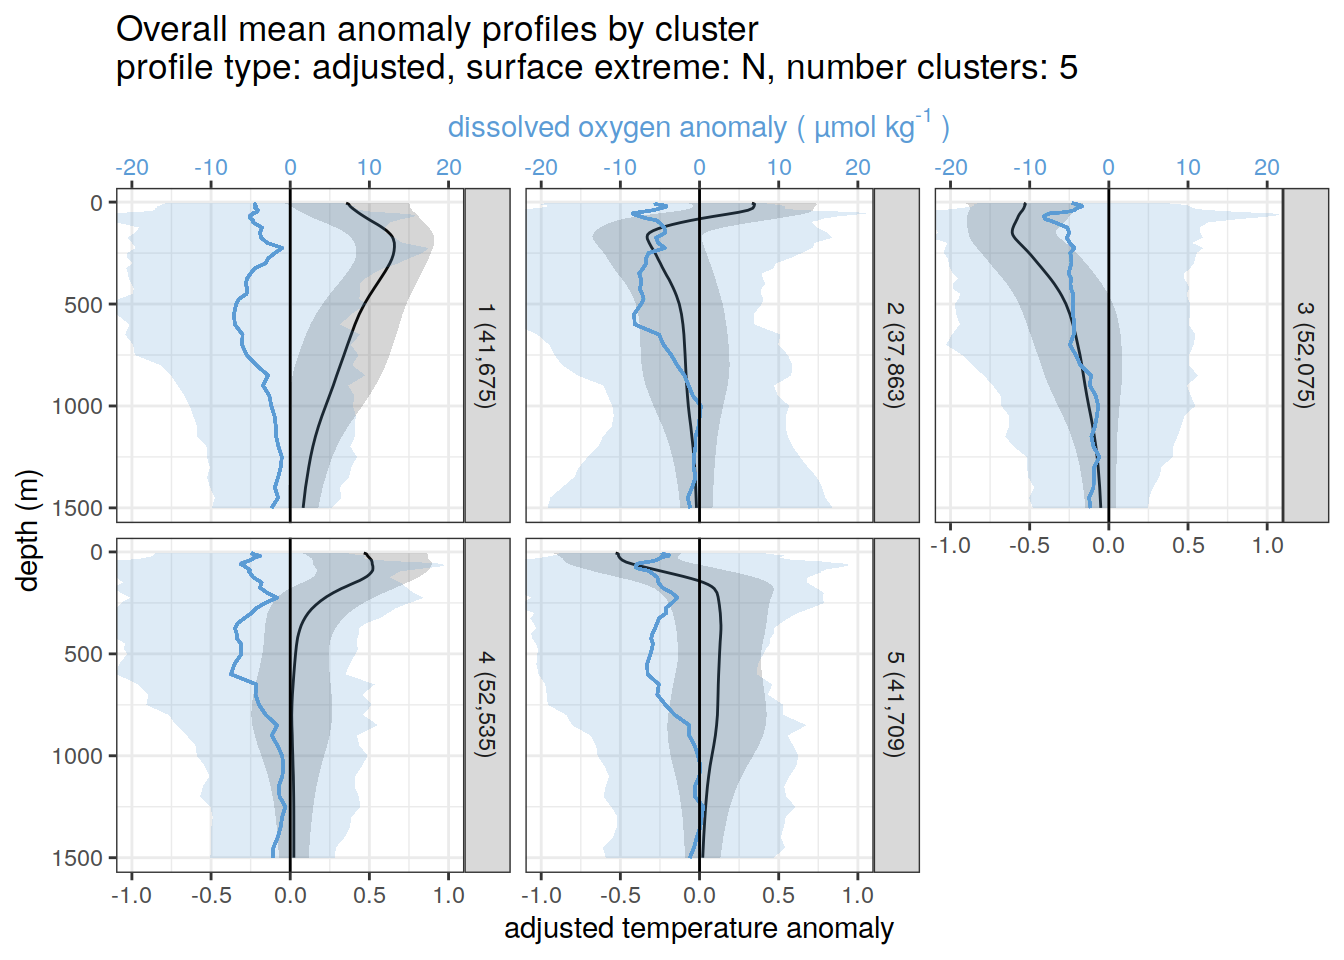 Overall mean anomaly profiles by cluster
profile type: adjusted, surface extreme: N, number clusters: 5
dissolved oxygen anomaly ( µmol kg-1 )
-20 -10 0 10 20 -20 -10 0 10 20 -20 -10 0 10 20
0
500
1000
1500
1 (41,675)
2 (37,863)
3 (52,075)
-1.0 -0.5 0.0 0.5 1.0
depth (m)
0
500
1000
1500
4 (52,535)
5 (41,709)
-1.0 -0.5 0.0 0.5 1.0 -1.0 -0.5 0.0 0.5 1.0
adjusted temperature anomaly